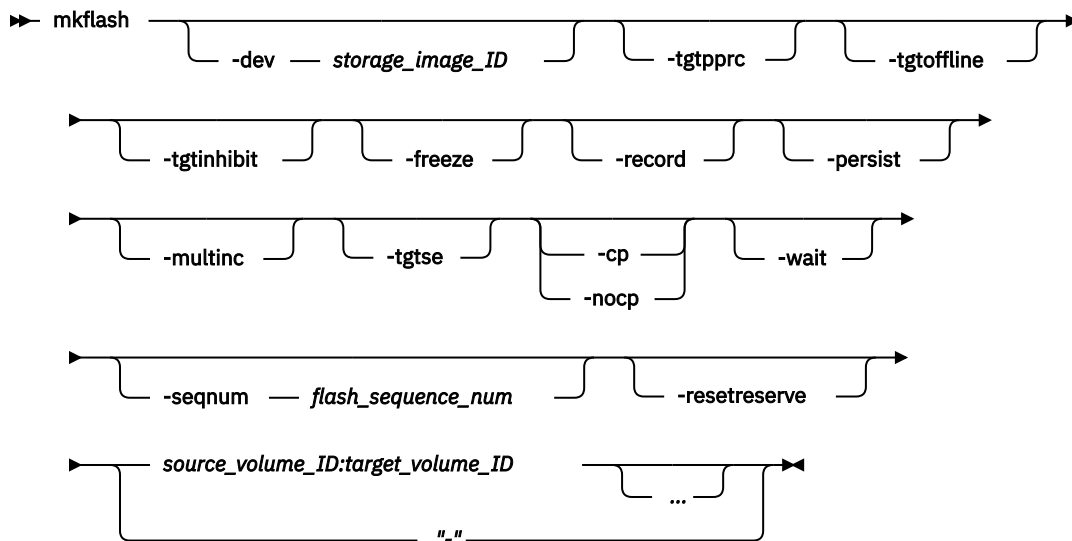 mkflash
-dev storage_image_ID -tgtpprc -tgtoffline
-tgtinhibit -freeze -record -persist
-multinc -tgtse -cp -wait
-nocp
-seqnum flash_sequence_num -resetreserve
source_volume_ID:target_volume_ID
...
"-"